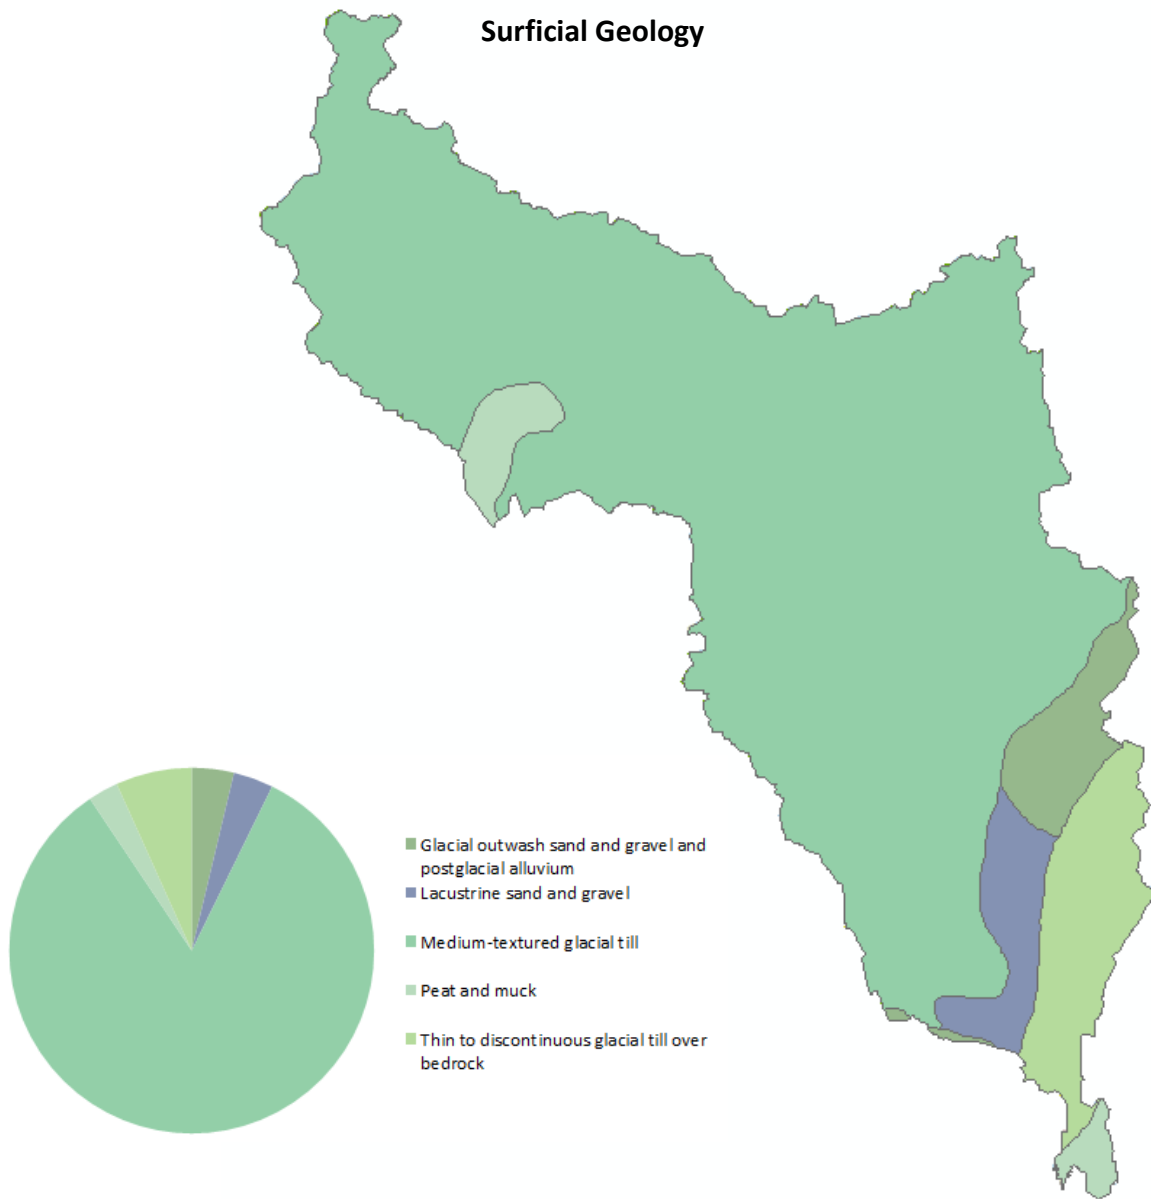 Surficial Geology
Glacial outwash sand and gravel and
postglacial alluvium
Lacustrine sand and gravel
Medium-textured glacial till
Peat and muck
Thin to discontinuous glacial till over
bedrock